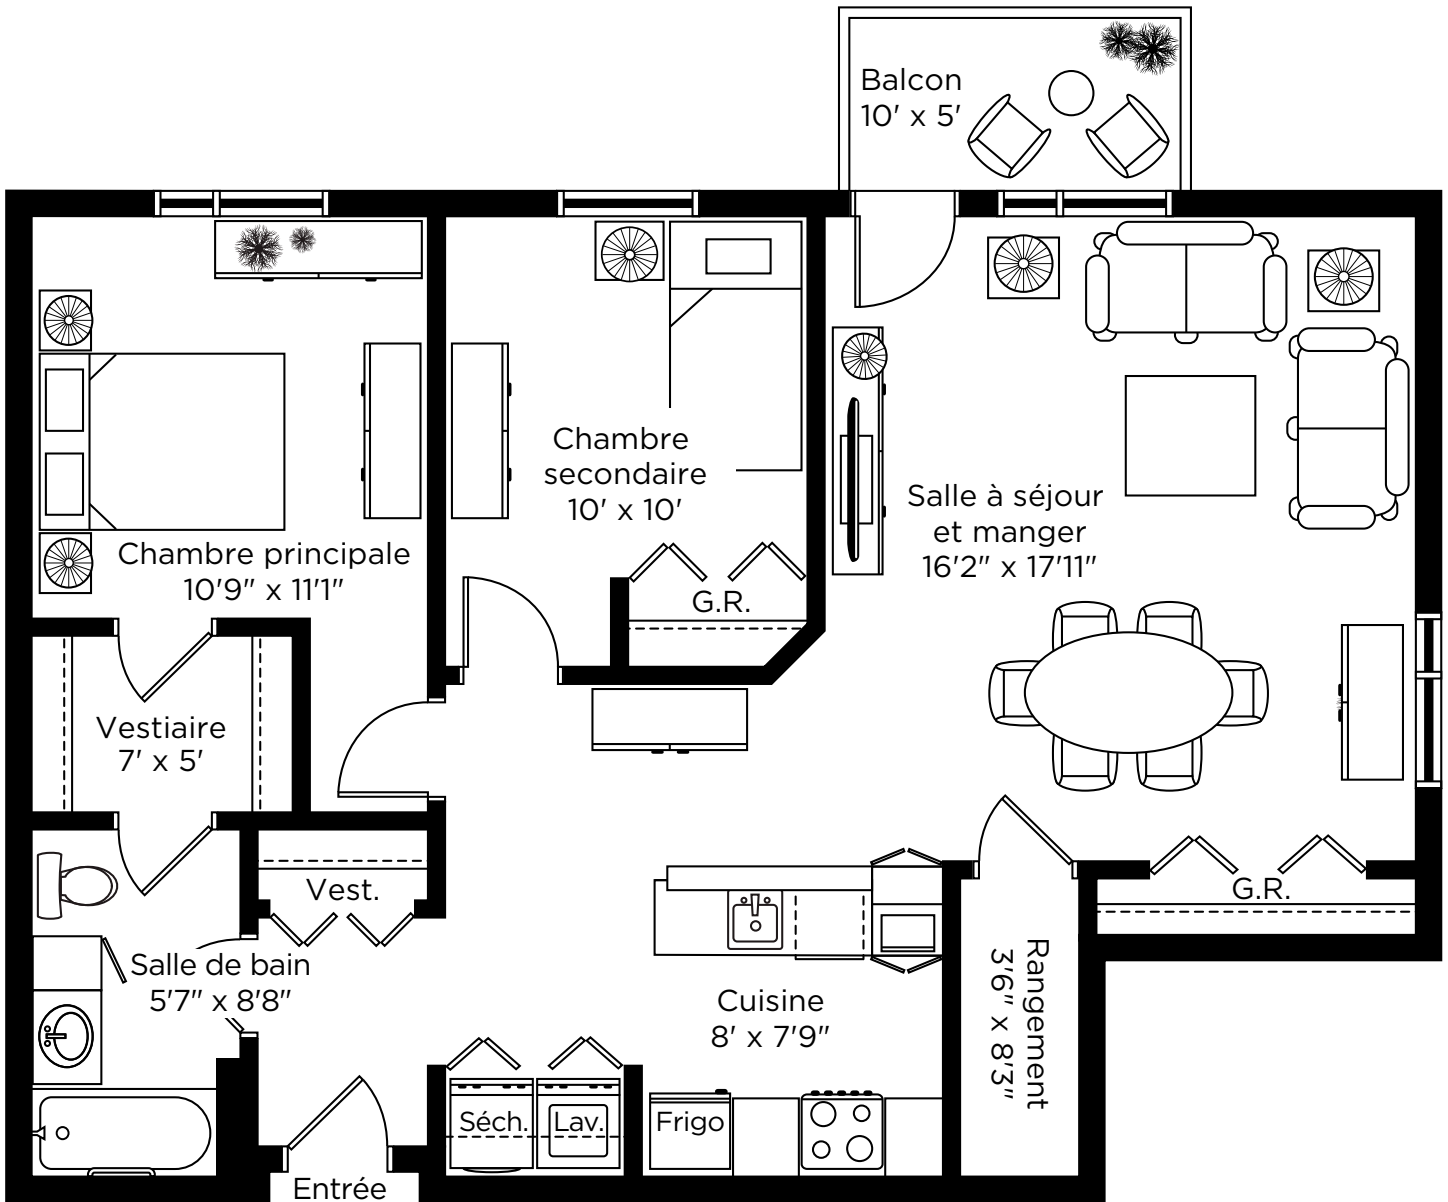 Balcon
10' x 5'
Chambre
secondaire
10' x 10'
Salle à séjour
et manger
16'2" x 17'11"
Chambre principale
10'9" x 11'1"
G.R.
Vestiaire
7' x 5'
Vest.
G.R.
Salle de bain
5'7" x 8'8"
Cuisine
8' x 7'9"
Rangement
3'6" x 8'3"
Séch.
Lav.
Frigo
Entrée